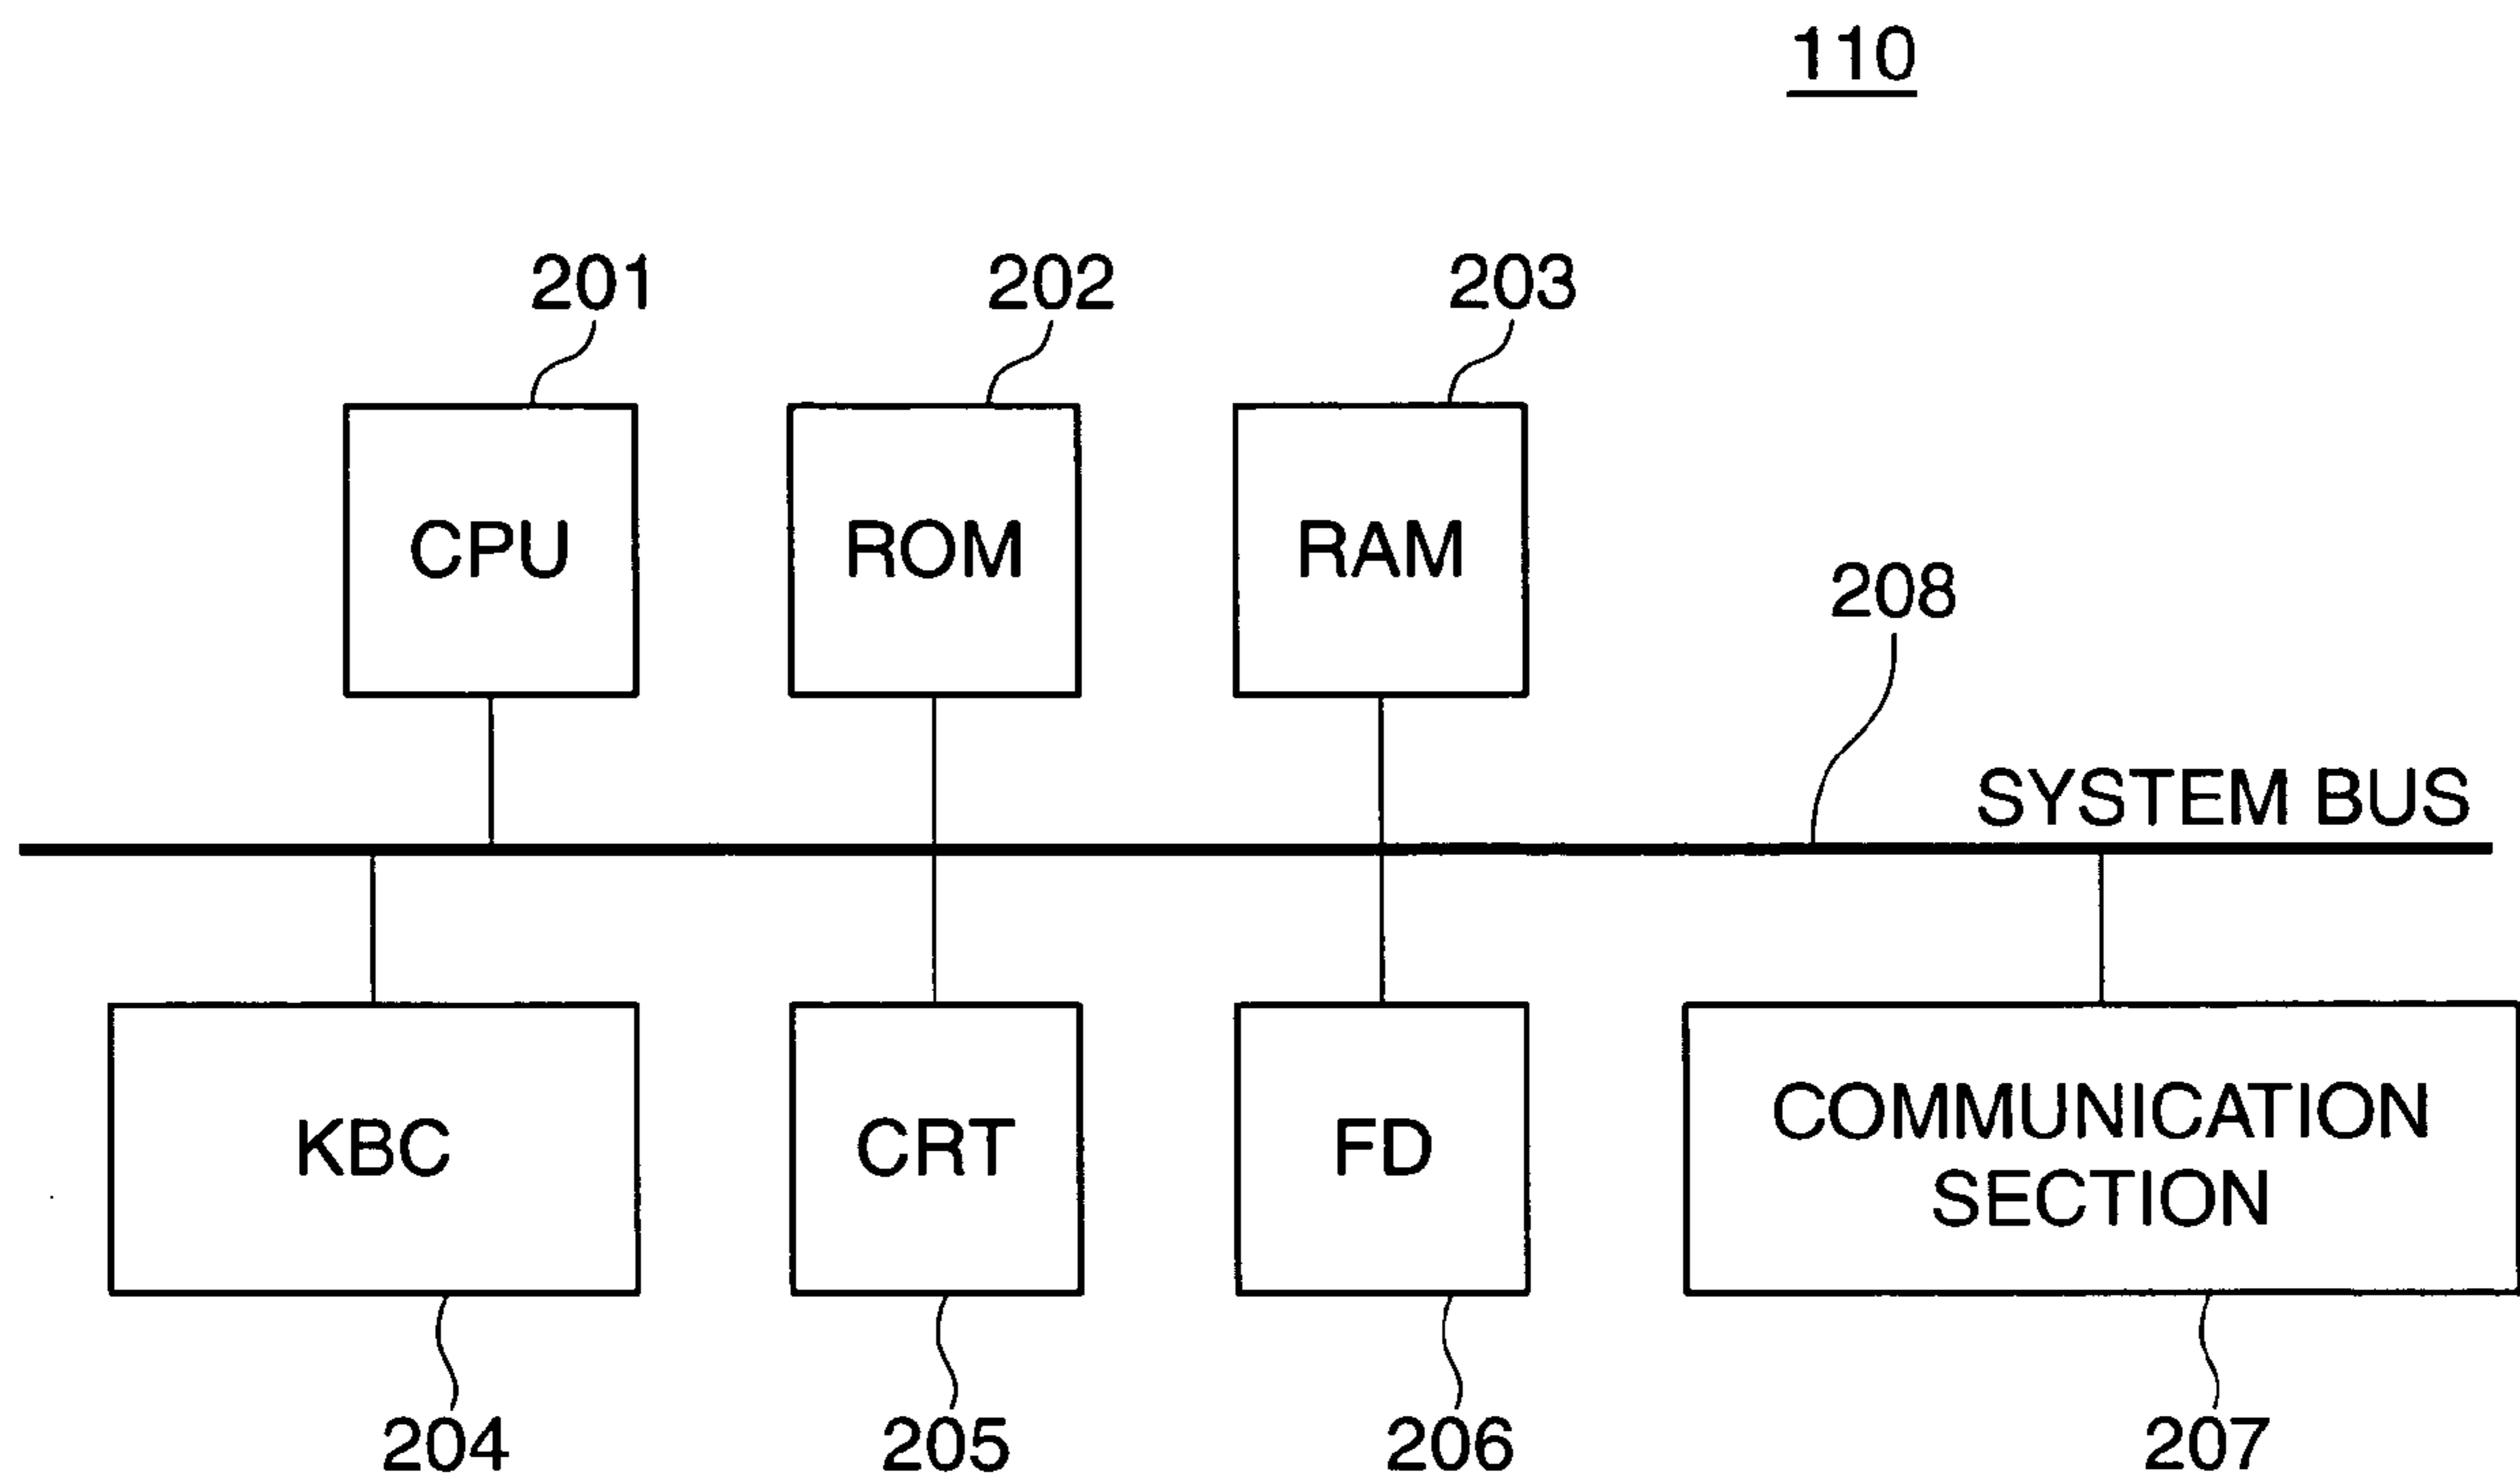 110
201
202
203
CPU
ROM
RAM
208
SYSTEM BUS
KBC
CRT
FD
COMMUNICATION
SECTION
204
205
206
207